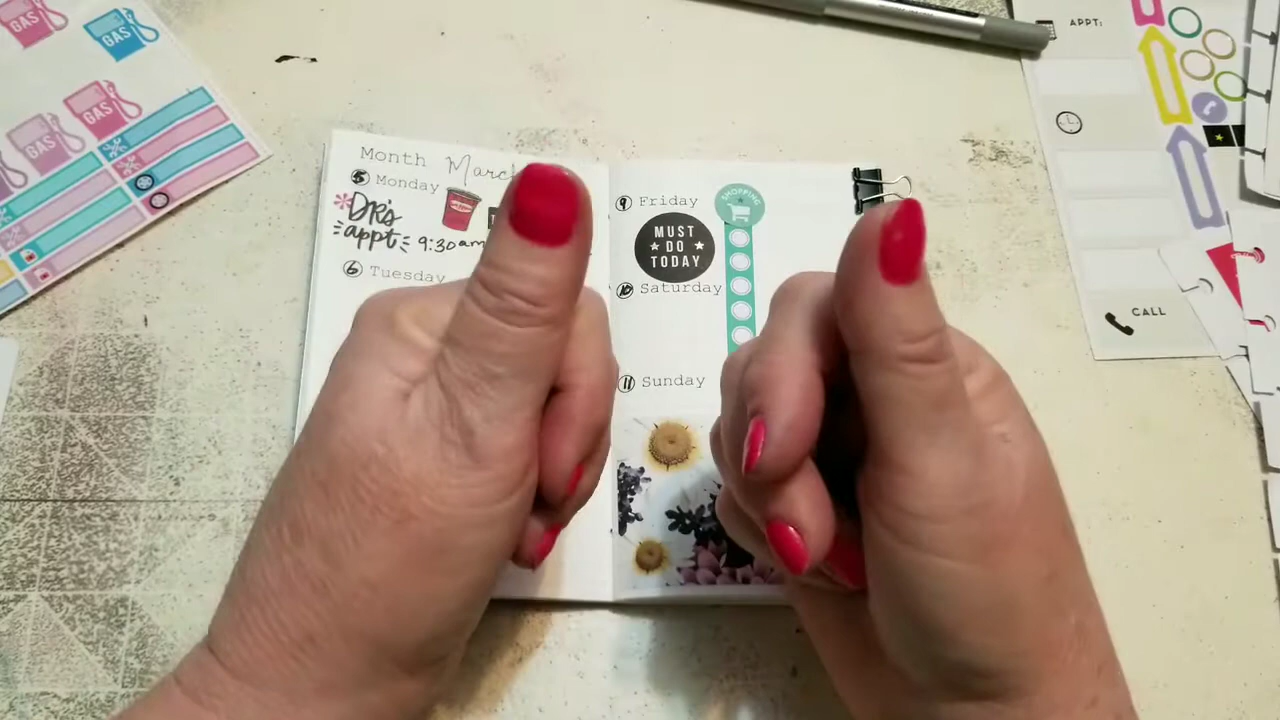 GAS
GAS
GAS
GAS
Month March
5 Monday
DR's
appt
9:30am
6 Tuesday
9 Friday
SHOPPING
MUST
DO
TODAY
10 Saturday
11 Sunday
APPT:
CALL